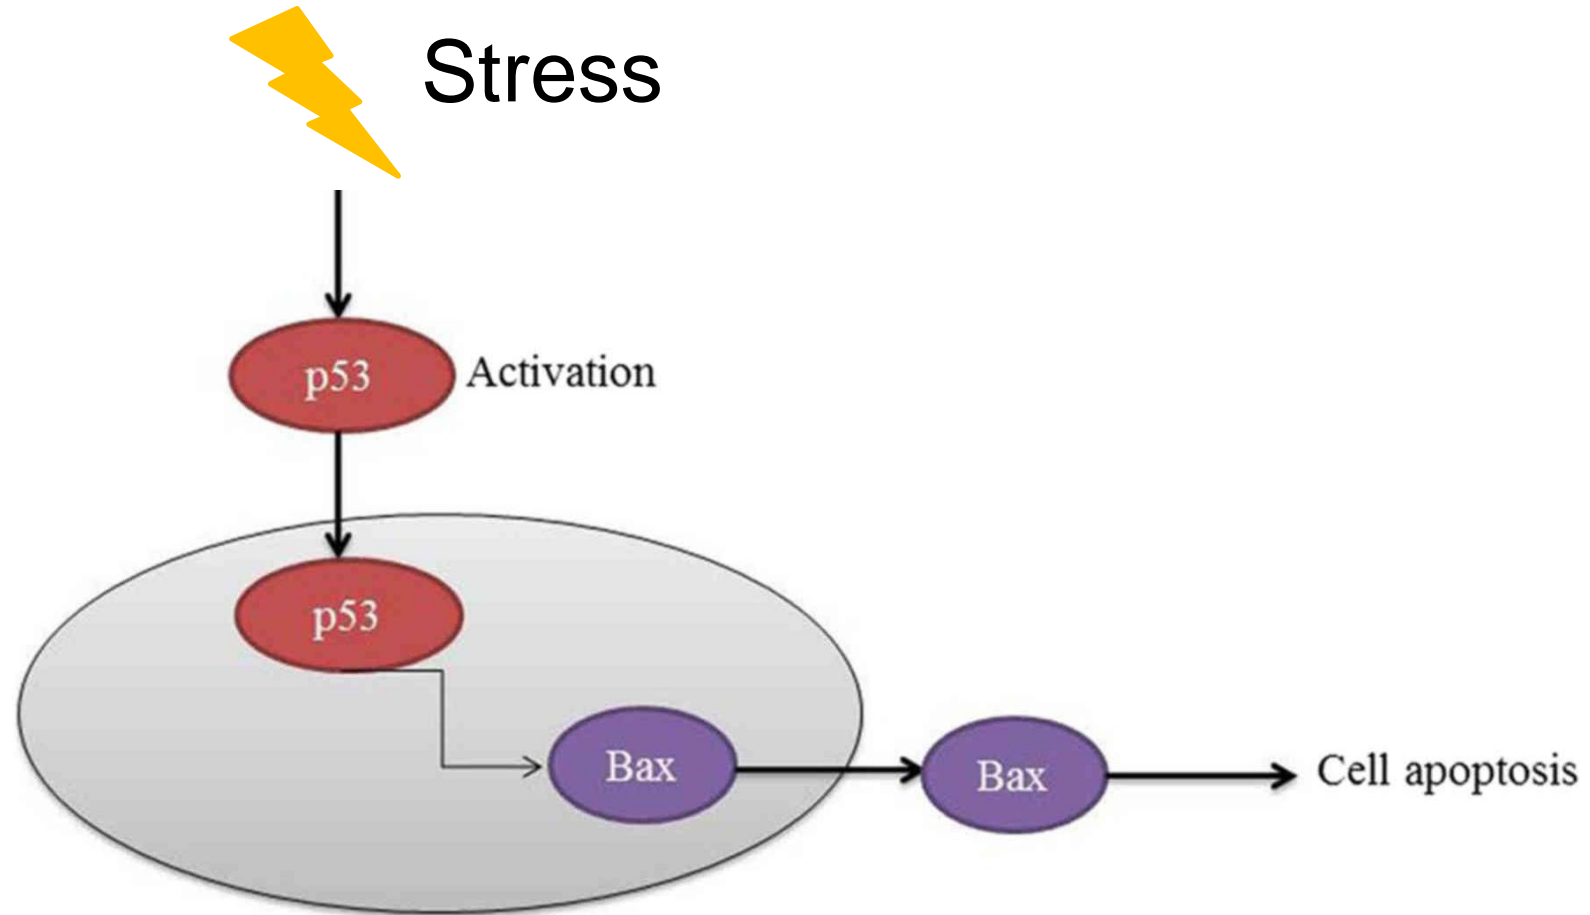 Stress
p53
Activation
p53
Bax
Bax
Cell apoptosis